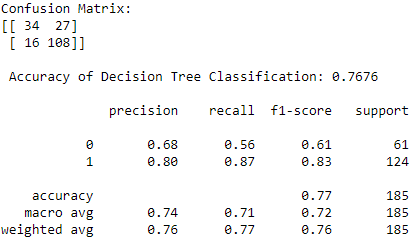 Confusion Matrix:
[[ 34  27]
 [ 16 108]]
Accuracy of Decision Tree Classification: 0.7676
precision recall f1-score support
0 0.68 0.56 0.61 61
1 0.80 0.87 0.83 124
accuracy 0.77 185
macro avg 0.74 0.71 0.72 185
weighted avg 0.76 0.77 0.76 185